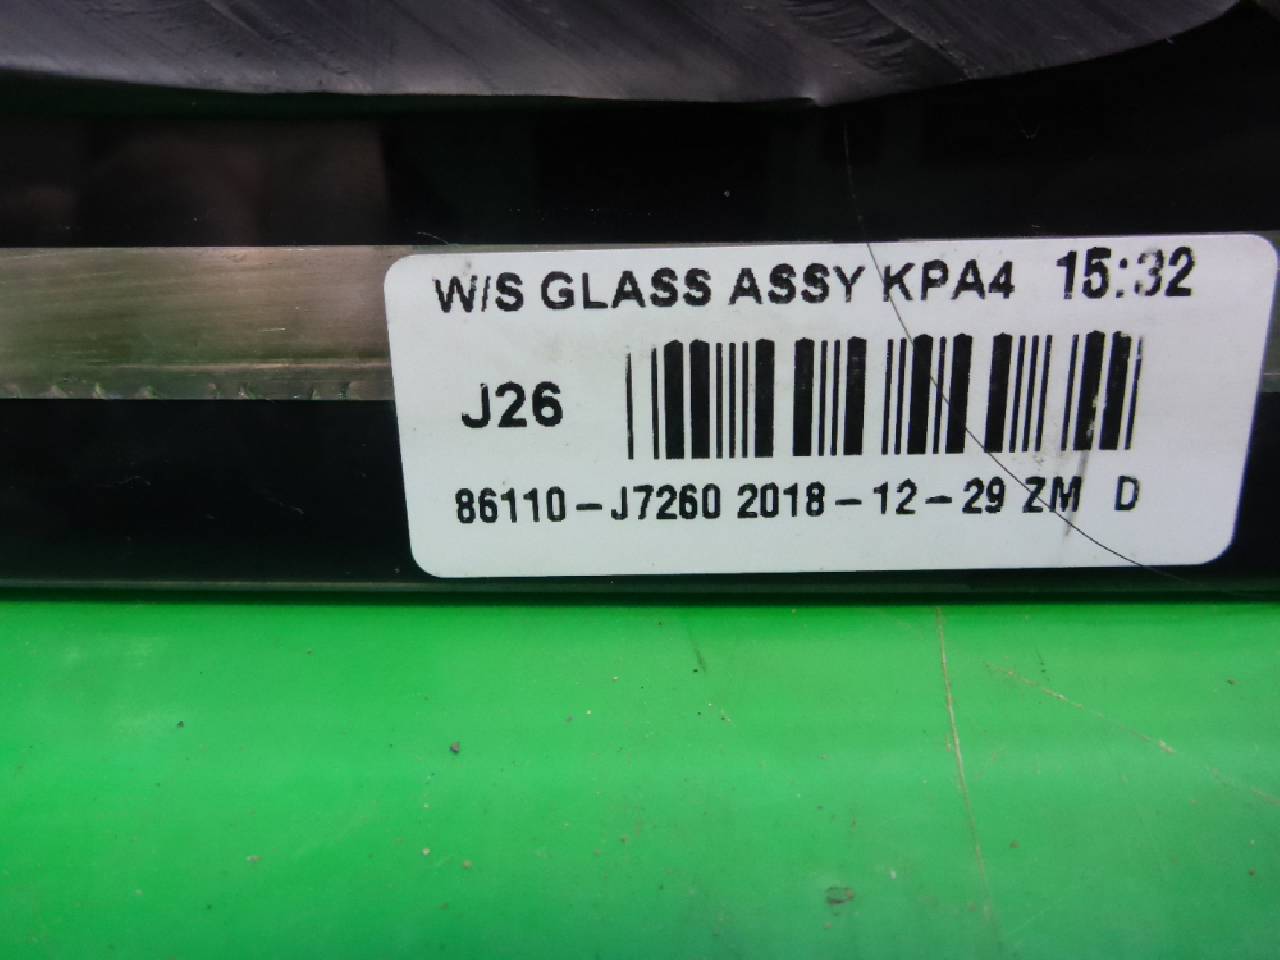 W/S GLASS ASSY KPA4 15:32
J26
86110-J7260 2018-12-29 ZM D